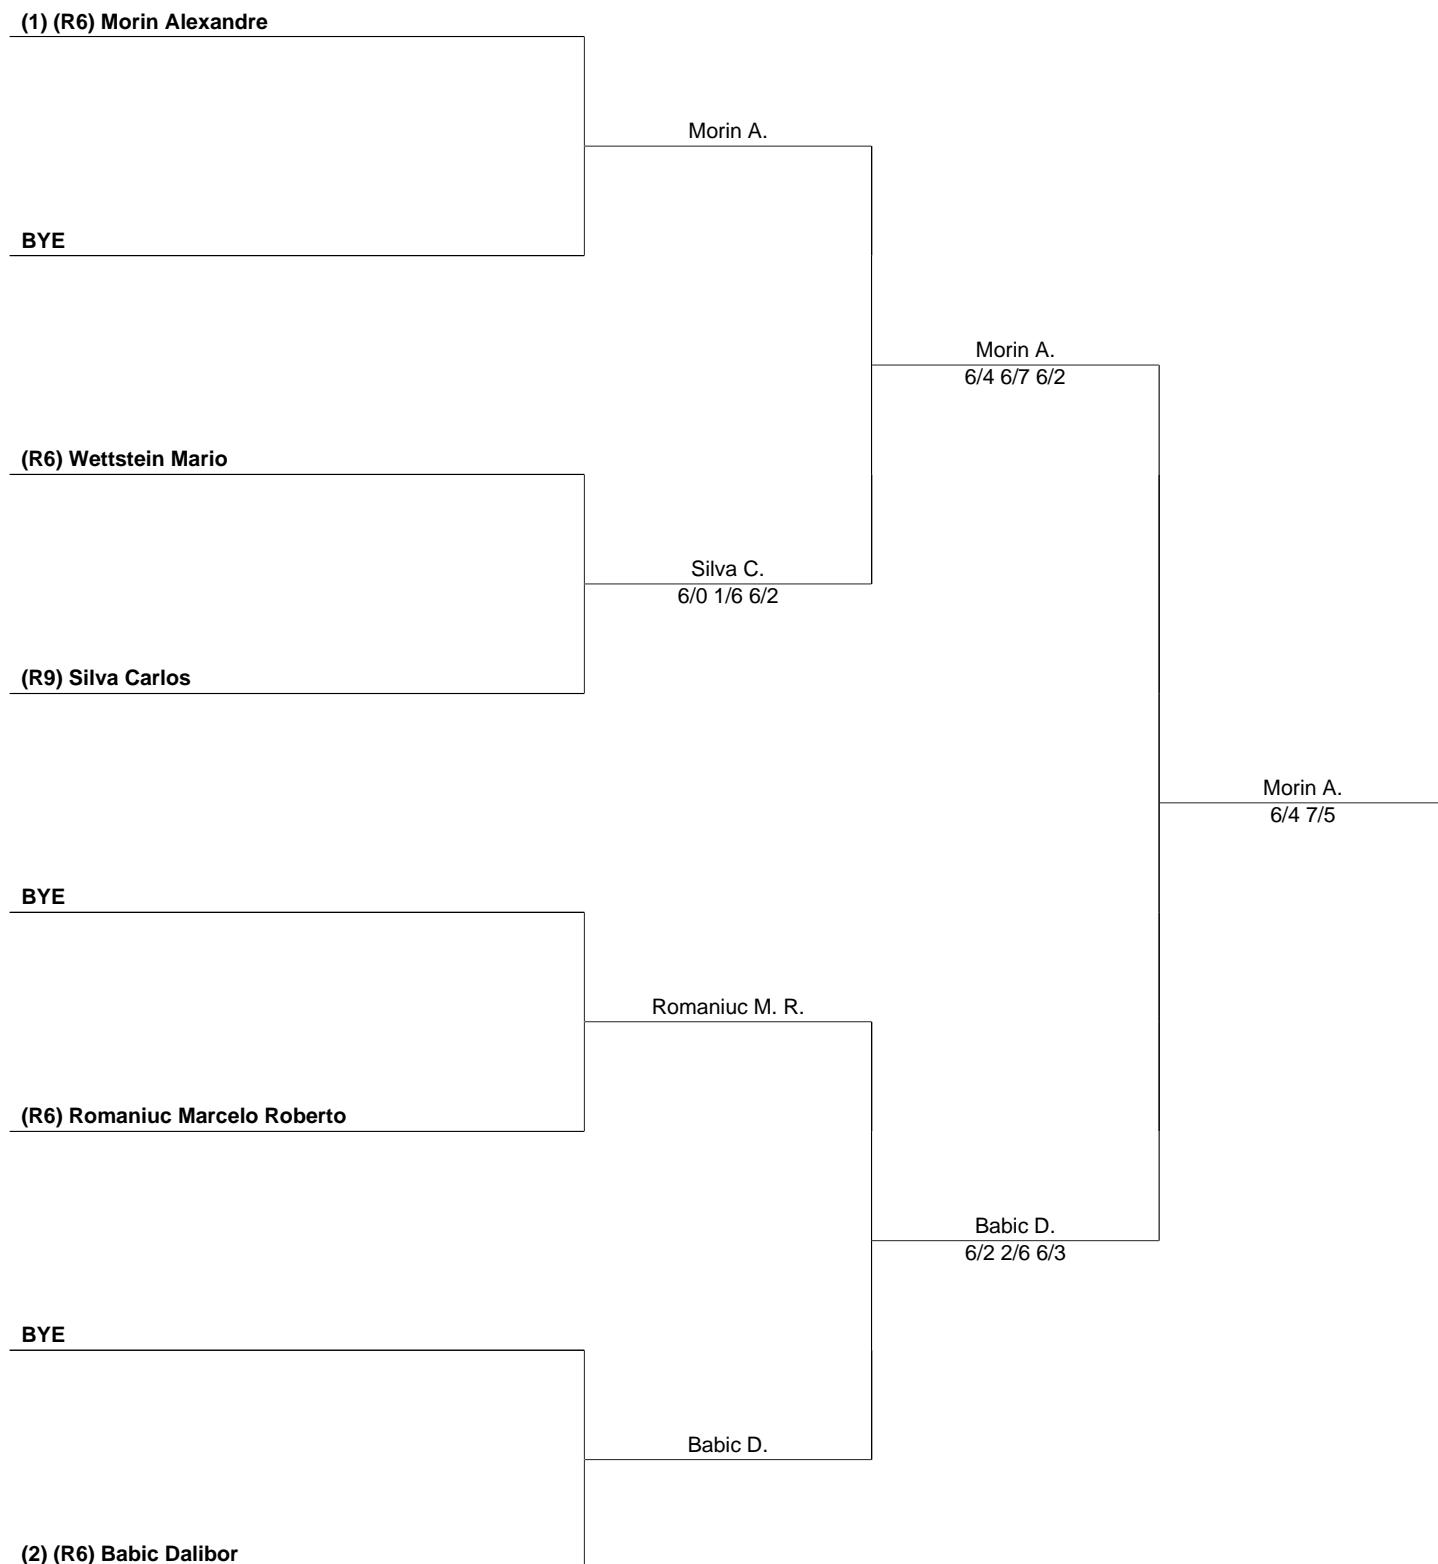 (1) (R6) Morin Alexandre
Morin A.
BYE
Morin A.
6/4 6/7 6/2
(R6) Wettstein Mario
Silva C.
6/0 1/6 6/2
(R9) Silva Carlos
Morin A.
6/4 7/5
BYE
Romaniuc M. R.
(R6) Romaniuc Marcelo Roberto
Babic D.
6/2 2/6 6/3
BYE
Babic D.
(2) (R6) Babic Dalibor